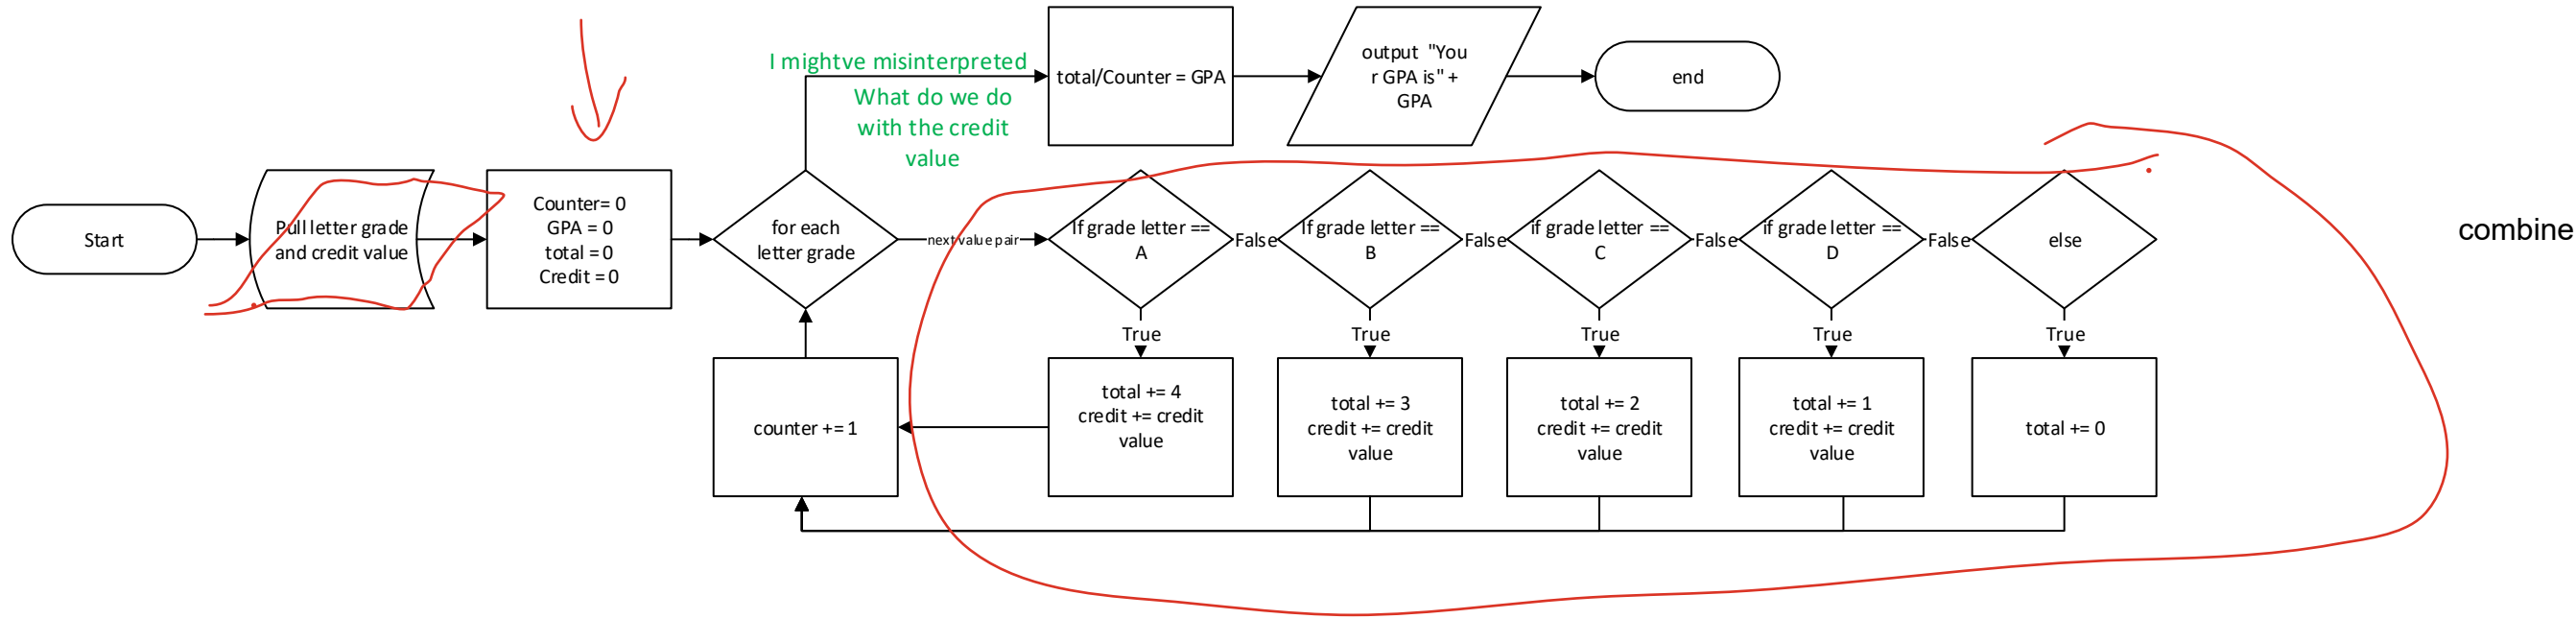 I mightve misinterpreted
What do we do
with the credit
value
total/Counter = GPA
output "You
r GPA is" +
GPA
end
Start
Pull letter grade
and credit value
Counter= 0
GPA = 0
total = 0
Credit = 0
for each
letter grade
next value pair
If grade letter ==
A
False
If grade letter ==
B
False
if grade letter ==
C
False
if grade letter ==
D
False
else
combine
True
True
True
True
True
counter += 1
total += 4
credit += credit
value
total += 3
credit += credit
value
total += 2
credit += credit
value
total += 1
credit += credit
value
total += 0